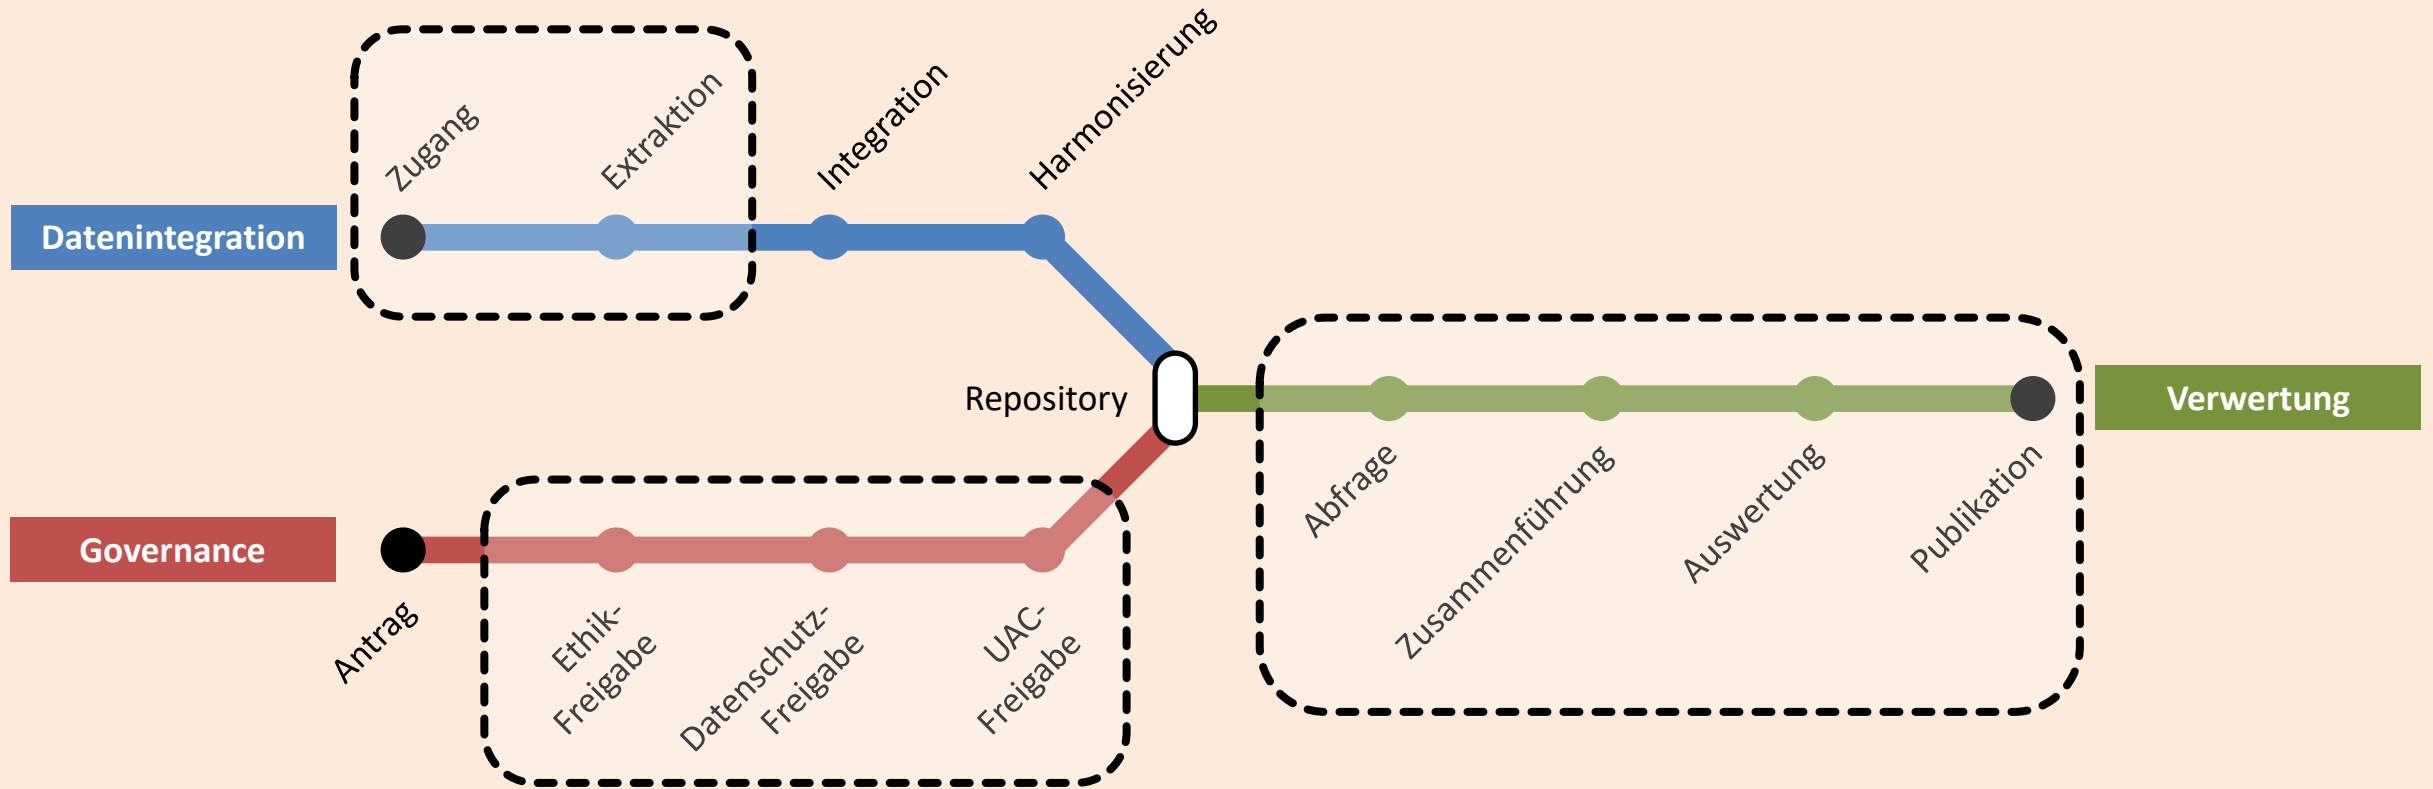 Datenintegration
Zugang
Extraktion
Integration
Harmonisierung
Repository
Governance
Antrag
Ethik-
Freigabe
Datenschutz-
Freigabe
UAC-
Freigabe
Abfrage
Zusammenführung
Auswertung
Publikation
Verwertung